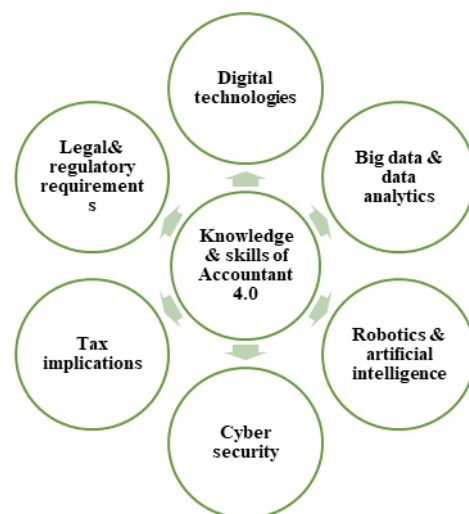 Digital
technologies
Legal&
regulatory
requirement
s
Big data &
data
analytics
Knowledge
& skills of
Accountant
4.0
Tax
implications
Robotics &
artificial
intelligence
Cyber
security